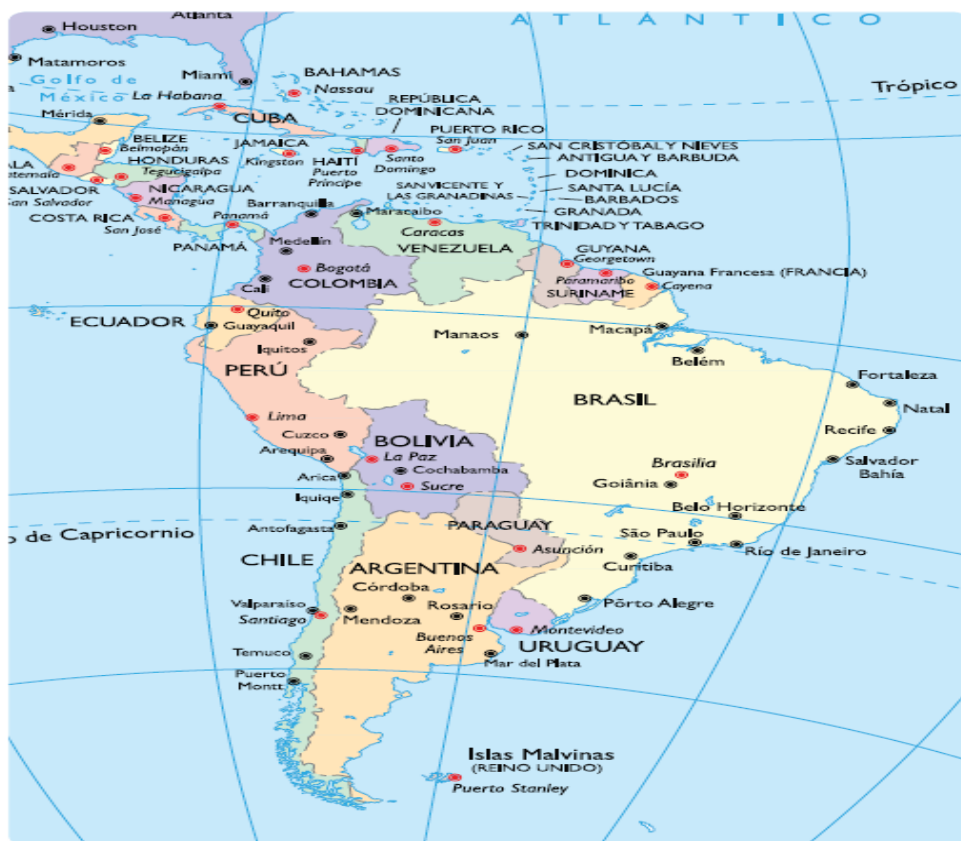 Atlanta
ATLÁNTICO
Houston
Matamoros
Golfo de
México
Miami
BAHAMAS
Nassau
Trópico
La Habana
CUBA
Mérida
REPÚBLICA
DOMINICANA
BELIZE
Belmopán
JAMAICA
Kingston
HAITÍ
Puerto
Príncipe
Santo
Domingo
PUERTO RICO
San Juan
SAN CRISTÓBAL Y NIEVES
ANTIGUA Y BARBUDA
DOMINICA
SANTA LUCÍA
SAN VICENTE Y
LAS GRANADINAS
BARBADOS
GRANADA
TRINIDAD Y TABAGO
ALA
uatemala
HONDURAS
Tegucigalpa
SALVADOR
San Salvador
NICARAGUA
Managua
COSTA RICA
San José
Panamá
PANAMÁ
Barranquilla
Maracaibo
Caracas
VENEZUELA
Medellín
Bogotá
Cali
COLOMBIA
GUYANA
Georgetown
Paramaribo
SURINAME
Guayana Francesa (FRANCIA)
Cayena
ECUADOR
Quito
Guayaquil
Iquitos
Manaos
Macapá
Belém
PERÚ
BRASIL
Fortaleza
Natal
Recife
Salvador
Bahía
Lima
Cuzco
Arequipa
BOLIVIA
La Paz
Cochabamba
Sucre
Brasilia
Goiânia
Arica
Iquiqe
Belo Horizonte
Antofagasta
PARAGUAY
o de Capricornio
São Paulo
Río de Janeiro
Asunción
Curitiba
CHILE
ARGENTINA
Córdoba
Rosario
Pôrto Alegre
Valparaíso
Santiago
Mendoza
Buenos
Aires
Montevideo
URUGUAY
Temuco
Mar del Plata
Puerto
Montt
Islas Malvinas
(REINO UNIDO)
Puerto Stanley